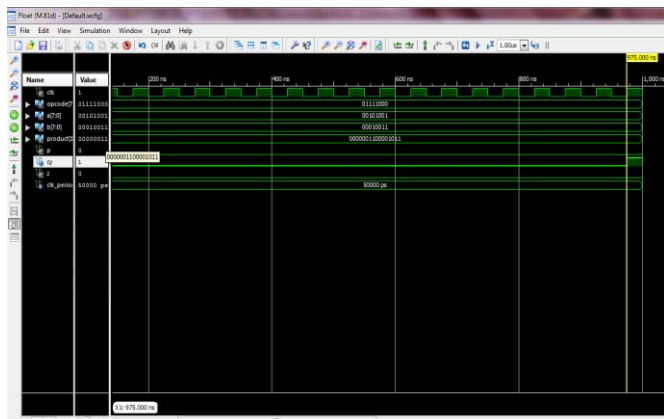 Float (M.81d) - [Default.wcfg]
File Edit View Simulation Window Layout Help
1.00us
975.000 ns
Name Value
200 ns 400 ns 600 ns 800 ns 1,000 ns
clk 1
opcode[7 01111000 01111000
a[7:0] 00101001 00101001
b[7:0] 00010011 00010011
product[1 00000011 0000001100001011
p 0
0000001100001011
cy 1
z 0
clk_perio 50000 ps 50000 ps
X1: 975.000 ns